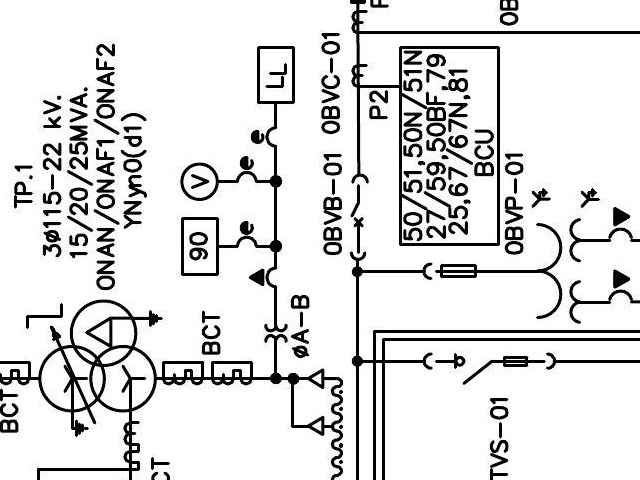 TP.1
3ø115-22 kV.
15/20/25MVA.
ONAN/ONAF1/ONAF2
YNyn0(d1)
LL
e
V
e
90
e
BCT
øA-B
BCT
0BVC-01
P2
0BVB-01
50/51,50N/51N
27/59,50BF,79
25,67/67N,81
BCU
0BVP-01
TVS-01